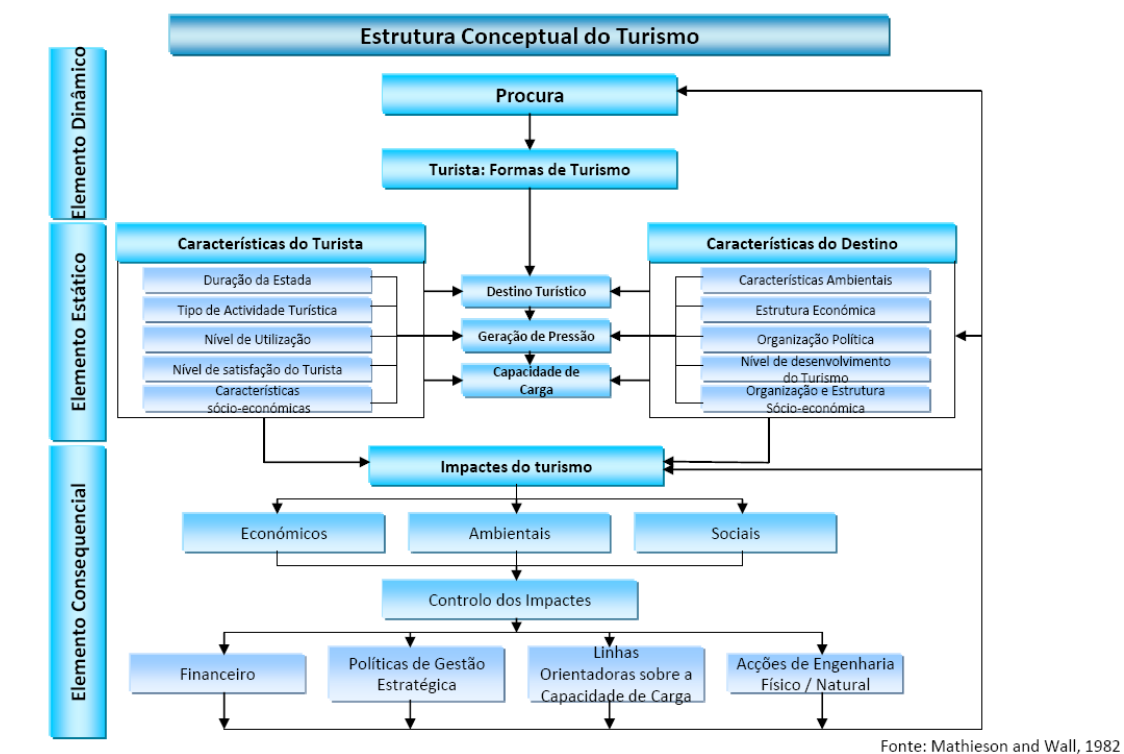 Estrutura Conceptual do Turismo
Elemento Dinâmico
Procura
Turista: Formas de Turismo
Elemento Estático
Características do Turista
Duração da Estada
Tipo de Actividade Turística
Nível de Utilização
Nível de satisfação do Turista
Características
sócio-económicas
Destino Turístico
Geração de Pressão
Capacidade de
Carga
Características do Destino
Características Ambientais
Estrutura Económica
Organização Política
Nível de desenvolvimento
do Turismo
Organização e Estrutura
Sócio-económica
Elemento Consequencial
Impactes do turismo
Económicos
Ambientais
Sociais
Controlo dos Impactes
Financeiro
Políticas de Gestão
Estratégica
Linhas
Orientadoras sobre a
Capacidade de Carga
Acções de Engenharia
Físico / Natural
Fonte: Mathieson and Wall, 1982